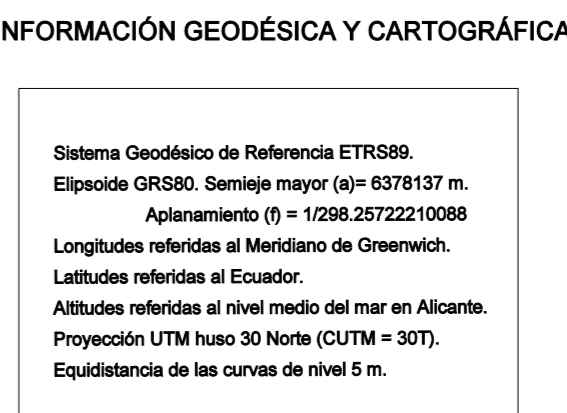 NFORMACIÓN GEODÉSICA Y CARTOGRÁFICA
Sistema Geodésico de Referencia ETRS89.
Elipsoide GRS80. Semieje mayor (a)= 6378137 m.
Aplanamiento (f) = 1/298.25722210088
Longitudes referidas al Meridiano de Greenwich.
Latitudes referidas al Ecuador.
Altitudes referidas al nivel medio del mar en Alicante.
Proyección UTM huso 30 Norte (CUTM = 30T).
Equidistancia de las curvas de nivel 5 m.